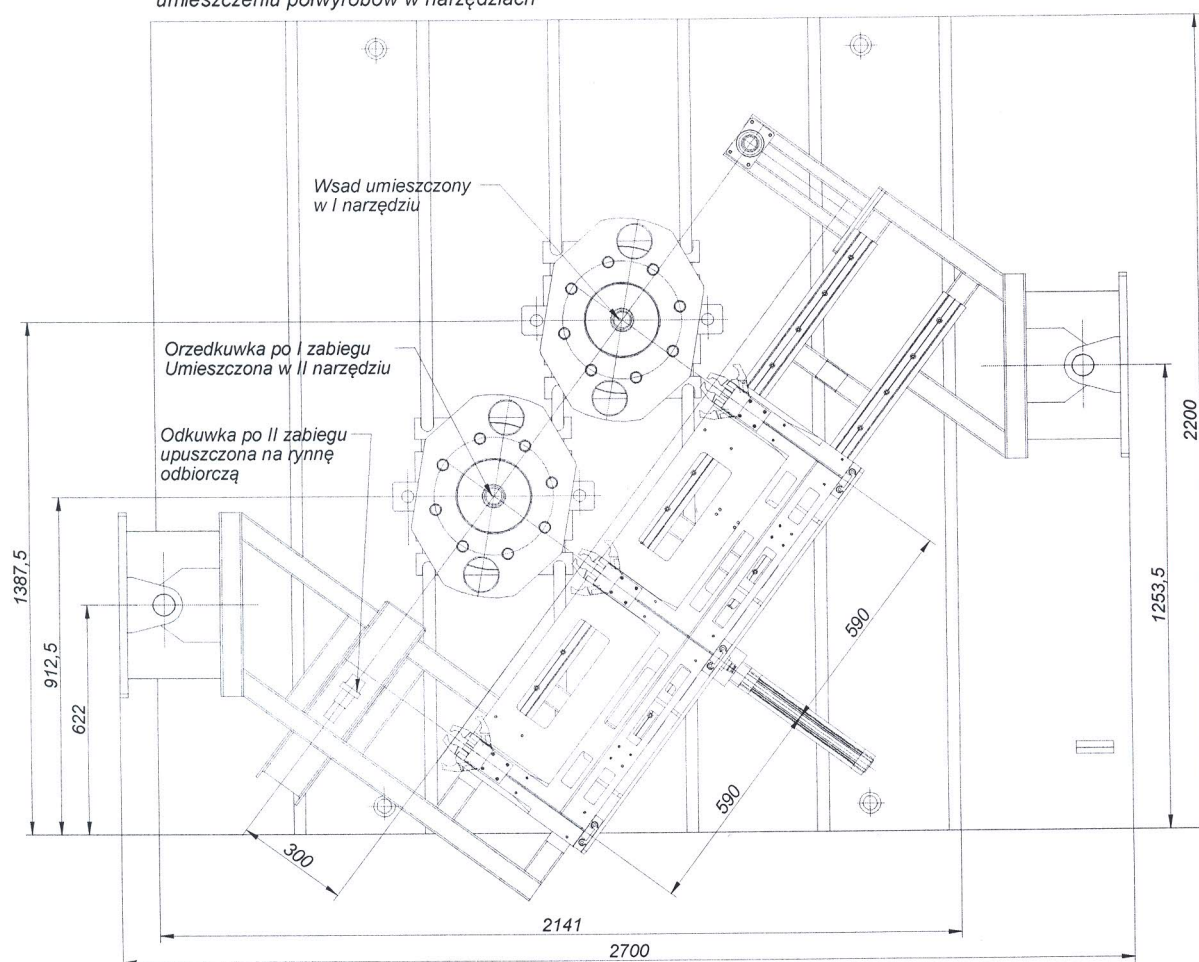 umieszczeniu półwyrobów w narzędziach
Wsad umieszczony
w I narzędziu
Orzedkuwka po I zabiegu
Umieszczona w II narzędziu
Odkuwka po II zabiegu
upuszczona na rynnę
odbiorczą
1387,5
912,5
622
2200
1253,5
590
590
300
2141
2700